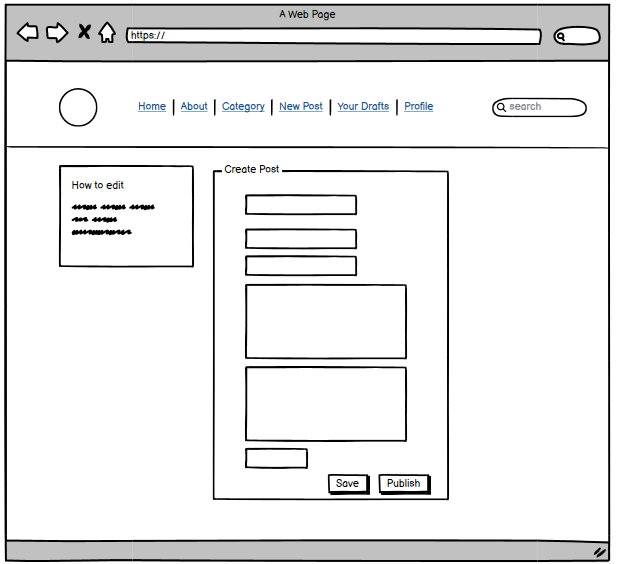 A Web Page
https://
Home | About | Category | New Post | Your Drafts | Profile
search
Create Post
How to edit
Save
Publish